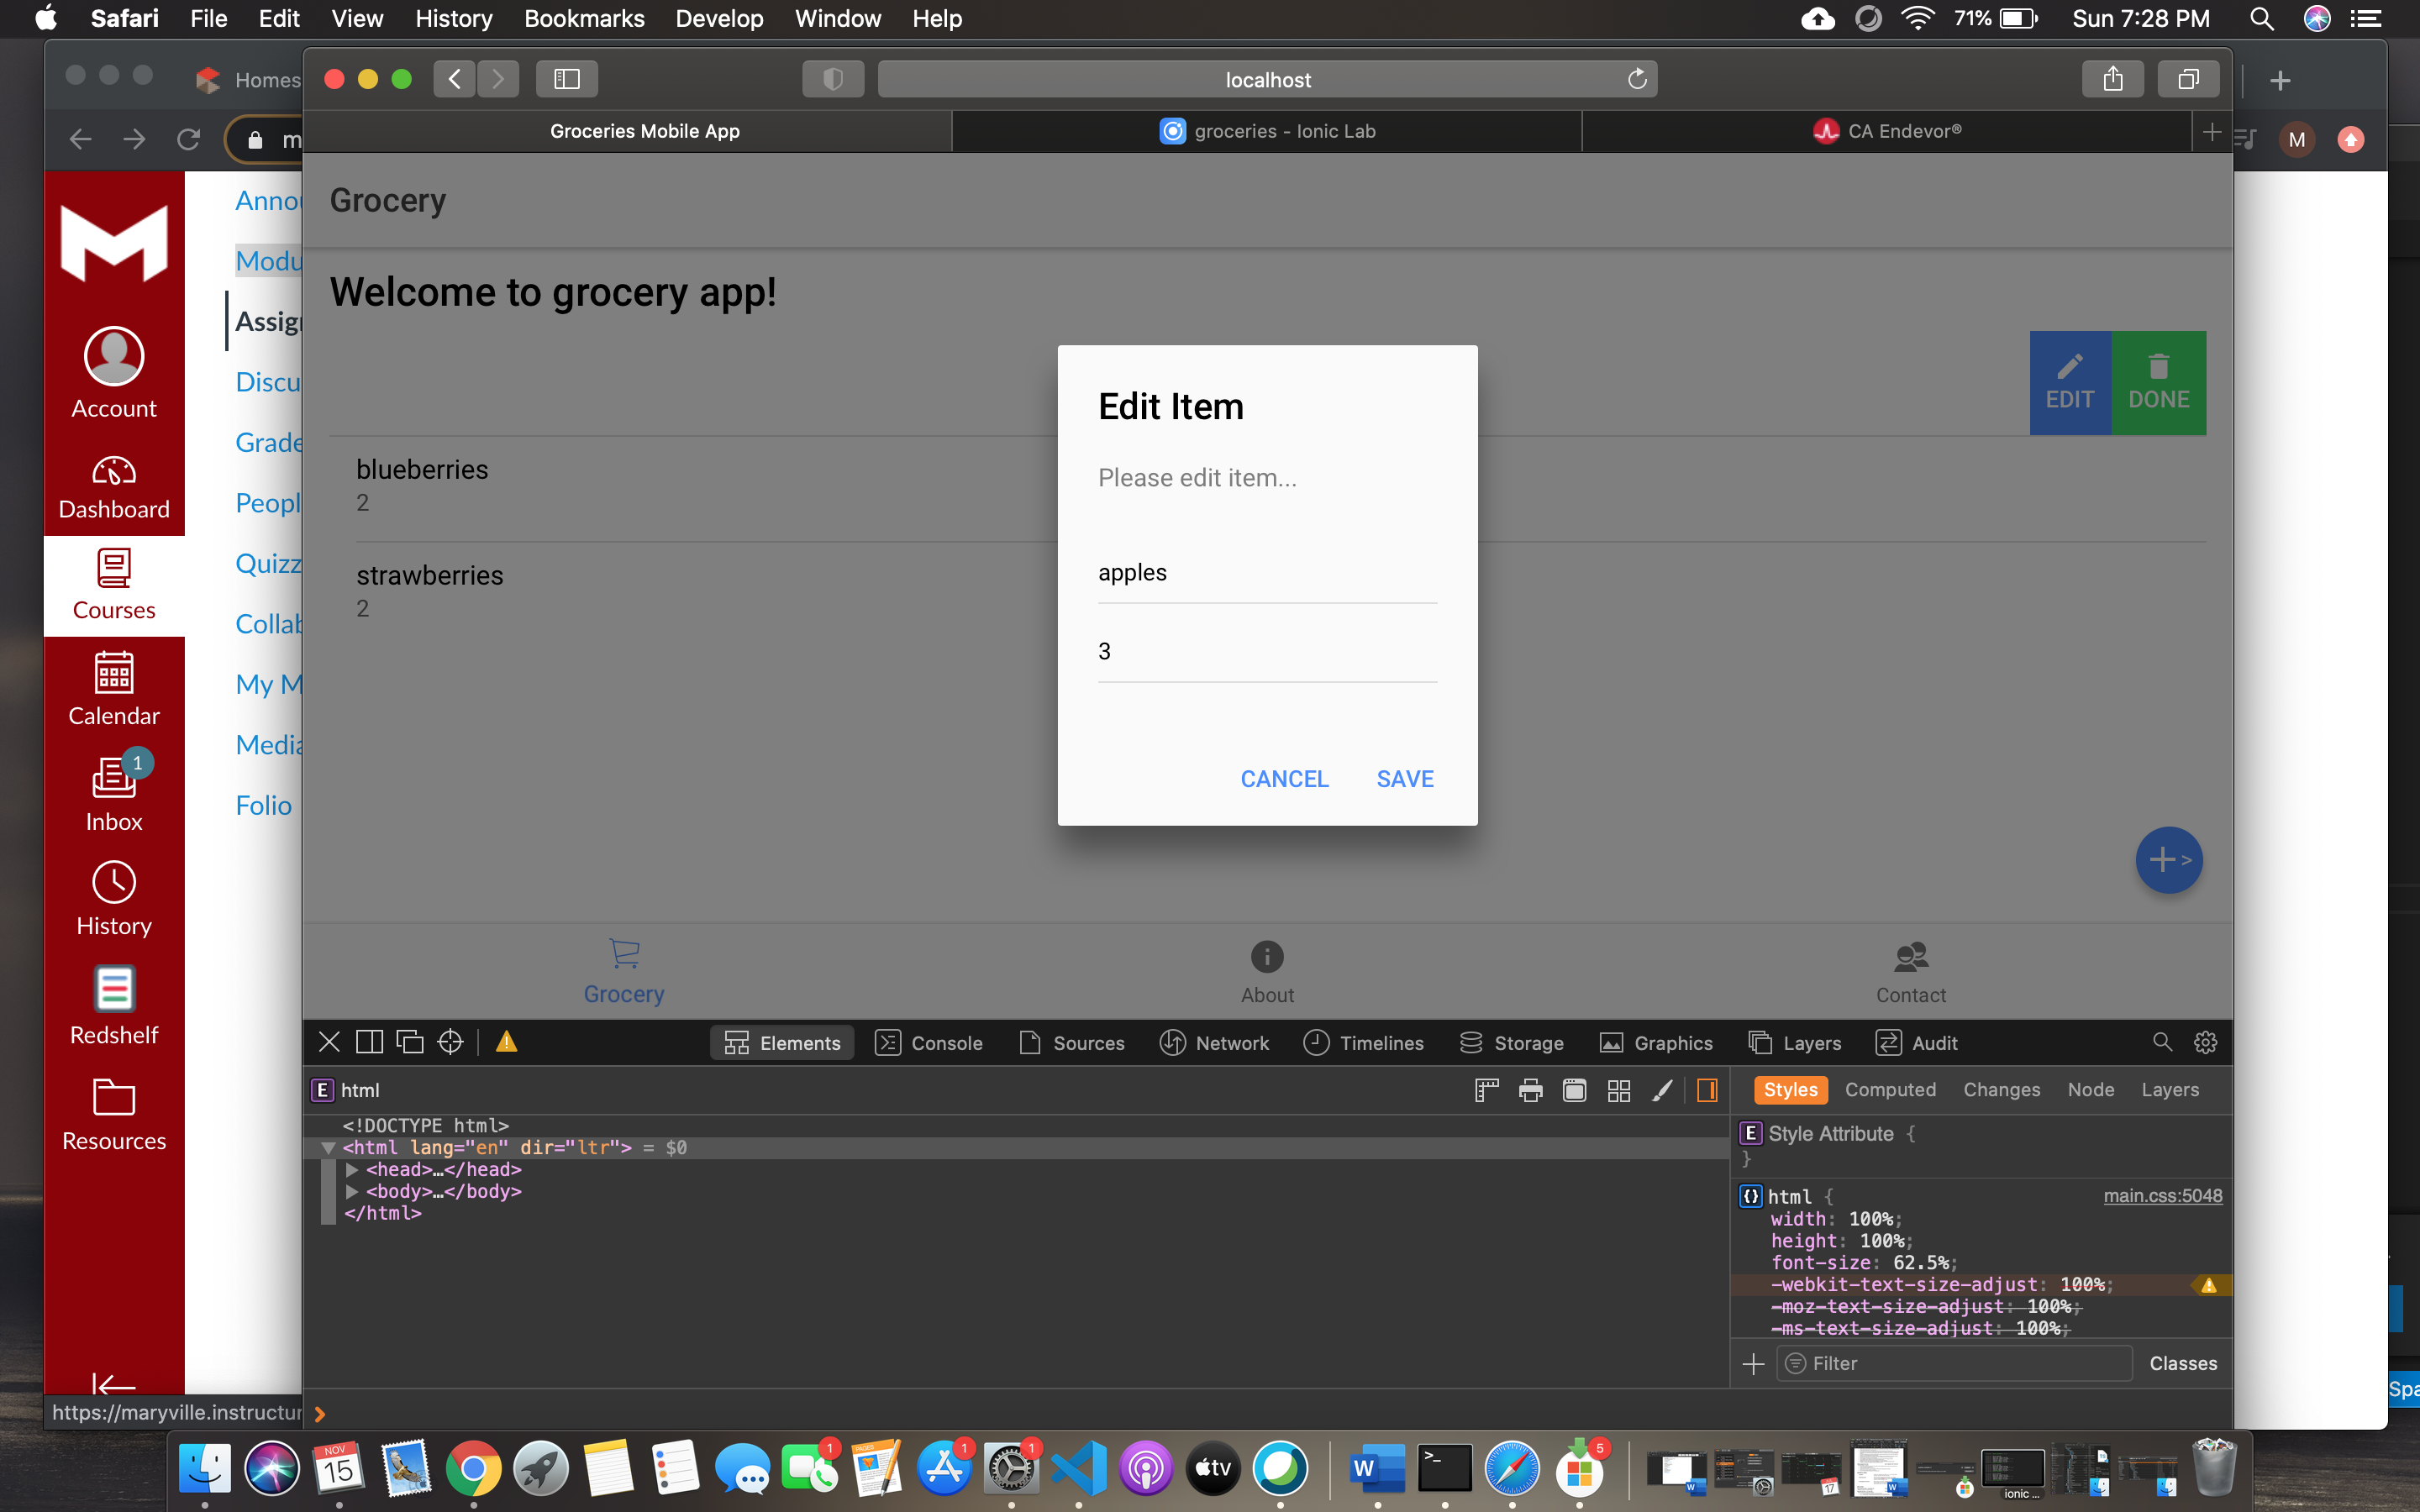 Safari File Edit View History Bookmarks Develop Window Help
71% Sun 7:28 PM
Homes
localhost
m
M
Groceries Mobile App
groceries - Ionic Lab
CA Endevor®
Account
Dashboard
Courses
Calendar
1
Inbox
History
Redshelf
Resources
Modu
Discu
Grade
Peopl
Quizz
Collab
My M
Media
Folio
https://maryville.instructur
Grocery
Welcome to grocery app!
EDIT DONE
blueberries
2
strawberries
2
Edit Item
Please edit item...
apples
3
CANCEL SAVE
+ >
Grocery
About
Contact
Elements Console Sources Network Timelines Storage Graphics Layers Audit
E html
<!DOCTYPE html>
<html lang="en" dir="ltr"> = $0
<head>…</head>
<body>…</body>
</html>
Styles Computed Changes Node Layers
E Style Attribute {
}
html { main.css:5048
width: 100%;
height: 100%;
font-size: 62.5%;
-webkit-text-size-adjust: 100%;
-moz-text-size-adjust: 100%;
-ms-text-size-adjust: 100%;
Filter Classes
Spa
NOV
15
1
PAGES
1
1
tv
W
>_
5
17
ionic ...